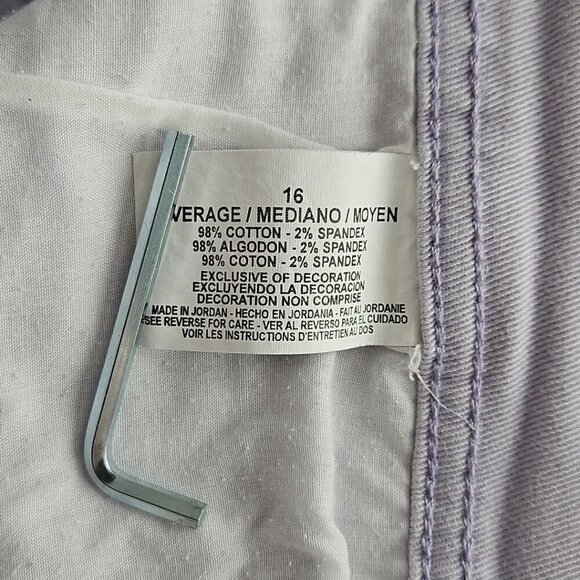 16
VERAGE / MEDIANO / MOYEN
98% COTTON - 2% SPANDEX
98% ALGODON - 2% SPANDEX
98% COTON - 2% SPANDEX
EXCLUSIVE OF DECORATION
EXCLUYENDO LA DECORACION
DECORATION NON COMPRISE
MADE IN JORDAN - HECHO EN JORDANIA - FAIT AU JORDANIE
SEE REVERSE FOR CARE - VER AL REVERSO PARA EL CUIDADO
VOIR LES INSTRUCTIONS D'ENTRETIEN AU DOS